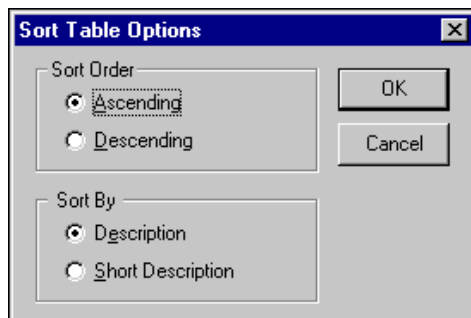 Sort Table Options
Sort Order
Ascending
Descending
OK
Cancel
Sort By
Description
Short Description